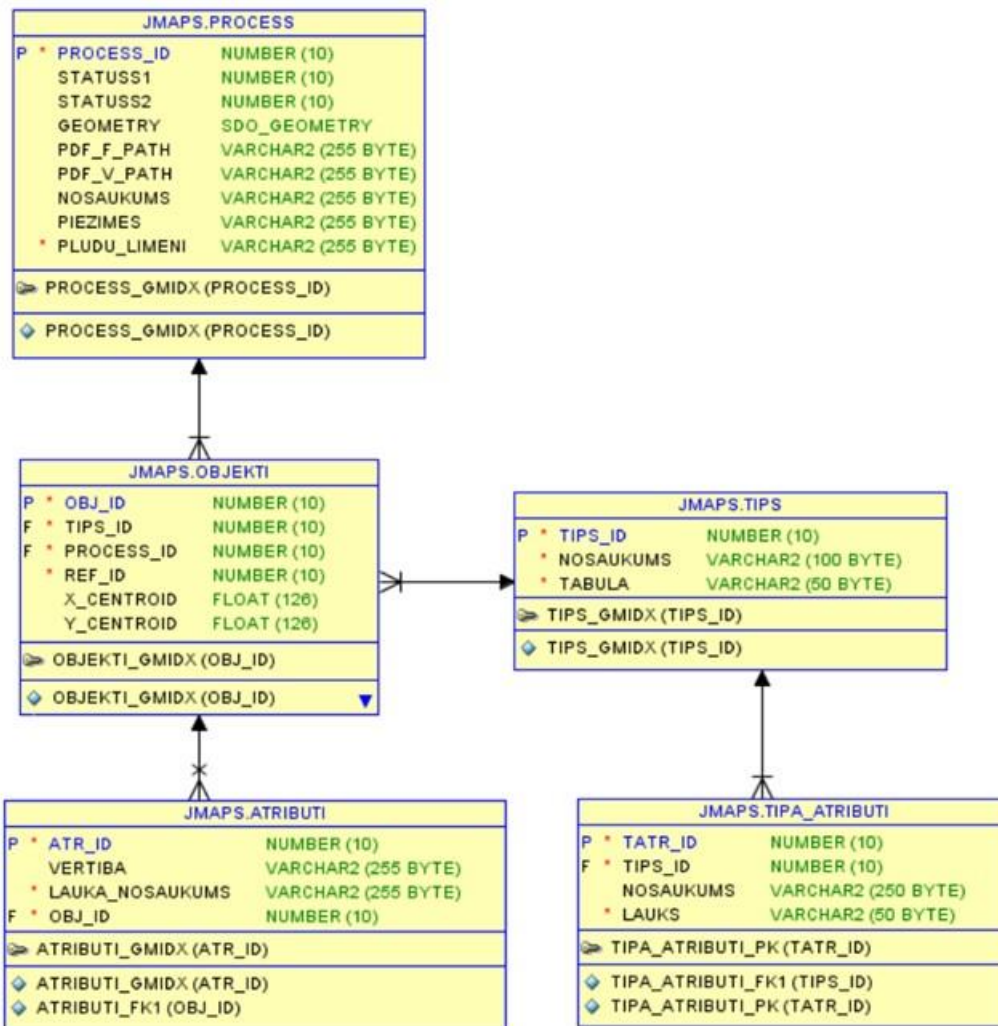 JMAPS.PROCESS
P * PROCESS_ID NUMBER (10)
STATUSS1 NUMBER (10)
STATUSS2 NUMBER (10)
GEOMETRY SDO_GEOMETRY
PDF_F_PATH VARCHAR2 (255 BYTE)
PDF_V_PATH VARCHAR2 (255 BYTE)
NOSAUKUMS VARCHAR2 (255 BYTE)
PIEZIMES VARCHAR2 (255 BYTE)
* PLUDU_LIMENI VARCHAR2 (255 BYTE)
PROCESS_GMIDX (PROCESS_ID)
PROCESS_GMIDX (PROCESS_ID)
JMAPS.OBJEKTI
P * OBJ_ID NUMBER (10)
F * TIPS_ID NUMBER (10)
F * PROCESS_ID NUMBER (10)
* REF_ID NUMBER (10)
X_CENTROID FLOAT (126)
Y_CENTROID FLOAT (126)
OBJEKTI_GMIDX (OBJ_ID)
OBJEKTI_GMIDX (OBJ_ID)
JMAPS.TIPS
P * TIPS_ID NUMBER (10)
* NOSAUKUMS VARCHAR2 (100 BYTE)
* TABULA VARCHAR2 (50 BYTE)
TIPS_GMIDX (TIPS_ID)
TIPS_GMIDX (TIPS_ID)
JMAPS.ATRIBUTI
P * ATR_ID NUMBER (10)
VERTIBA VARCHAR2 (255 BYTE)
* LAUKA_NOSAUKUMS VARCHAR2 (255 BYTE)
F * OBJ_ID NUMBER (10)
ATRIBUTI_GMIDX (ATR_ID)
ATRIBUTI_GMIDX (ATR_ID)
ATRIBUTI_FK1 (OBJ_ID)
JMAPS.TIPA_ATRIBUTI
P * TATR_ID NUMBER (10)
F * TIPS_ID NUMBER (10)
NOSAUKUMS VARCHAR2 (250 BYTE)
* LAUKS VARCHAR2 (50 BYTE)
TIPA_ATRIBUTI_PK (TATR_ID)
TIPA_ATRIBUTI_FK1 (TIPS_ID)
TIPA_ATRIBUTI_PK (TATR_ID)